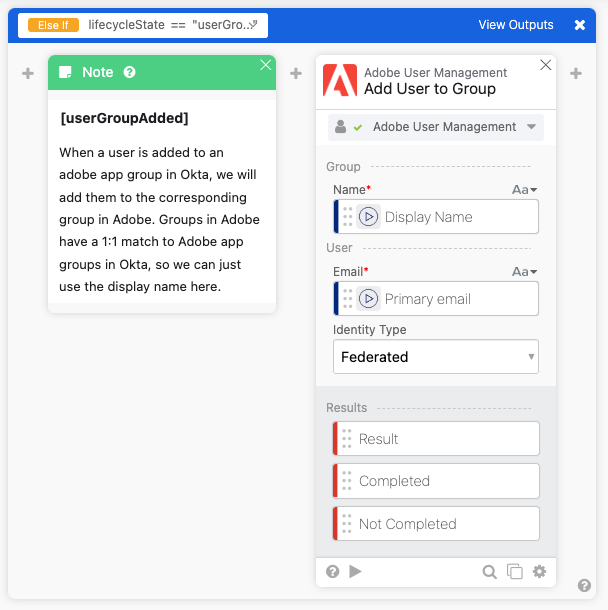 Else If lifecycleState == "userGro...
View Outputs
Note
[userGroupAdded]
When a user is added to an
adobe app group in Okta, we will
add them to the corresponding
group in Adobe. Groups in Adobe
have a 1:1 match to Adobe app
groups in Okta, so we can just
use the display name here.
Adobe User Management
Add User to Group
Adobe User Management
Group
Name* Aa
Display Name
User
Email* Aa
Primary email
Identity Type
Federated
Results
Result
Completed
Not Completed